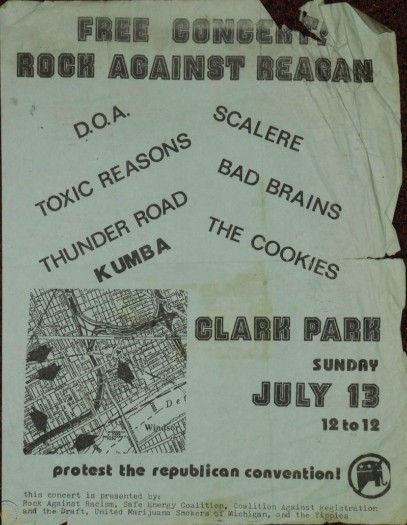 FREE CONCERT!
ROCK AGAINST REAGAN
D.O.A.
SCALERE
TOXIC REASONS
BAD BRAINS
THUNDER ROAD
THE COOKIES
KUMBA
CLARK PARK
SUNDAY
JULY 13
12 to 12
Windsor
protest the republican convention!
this concert is presented by:
Rock Against Racism, Safe Energy Coalition, Coalition Against Registration
and the Draft, United Marijuana Smokers of Michigan, and the Yippies